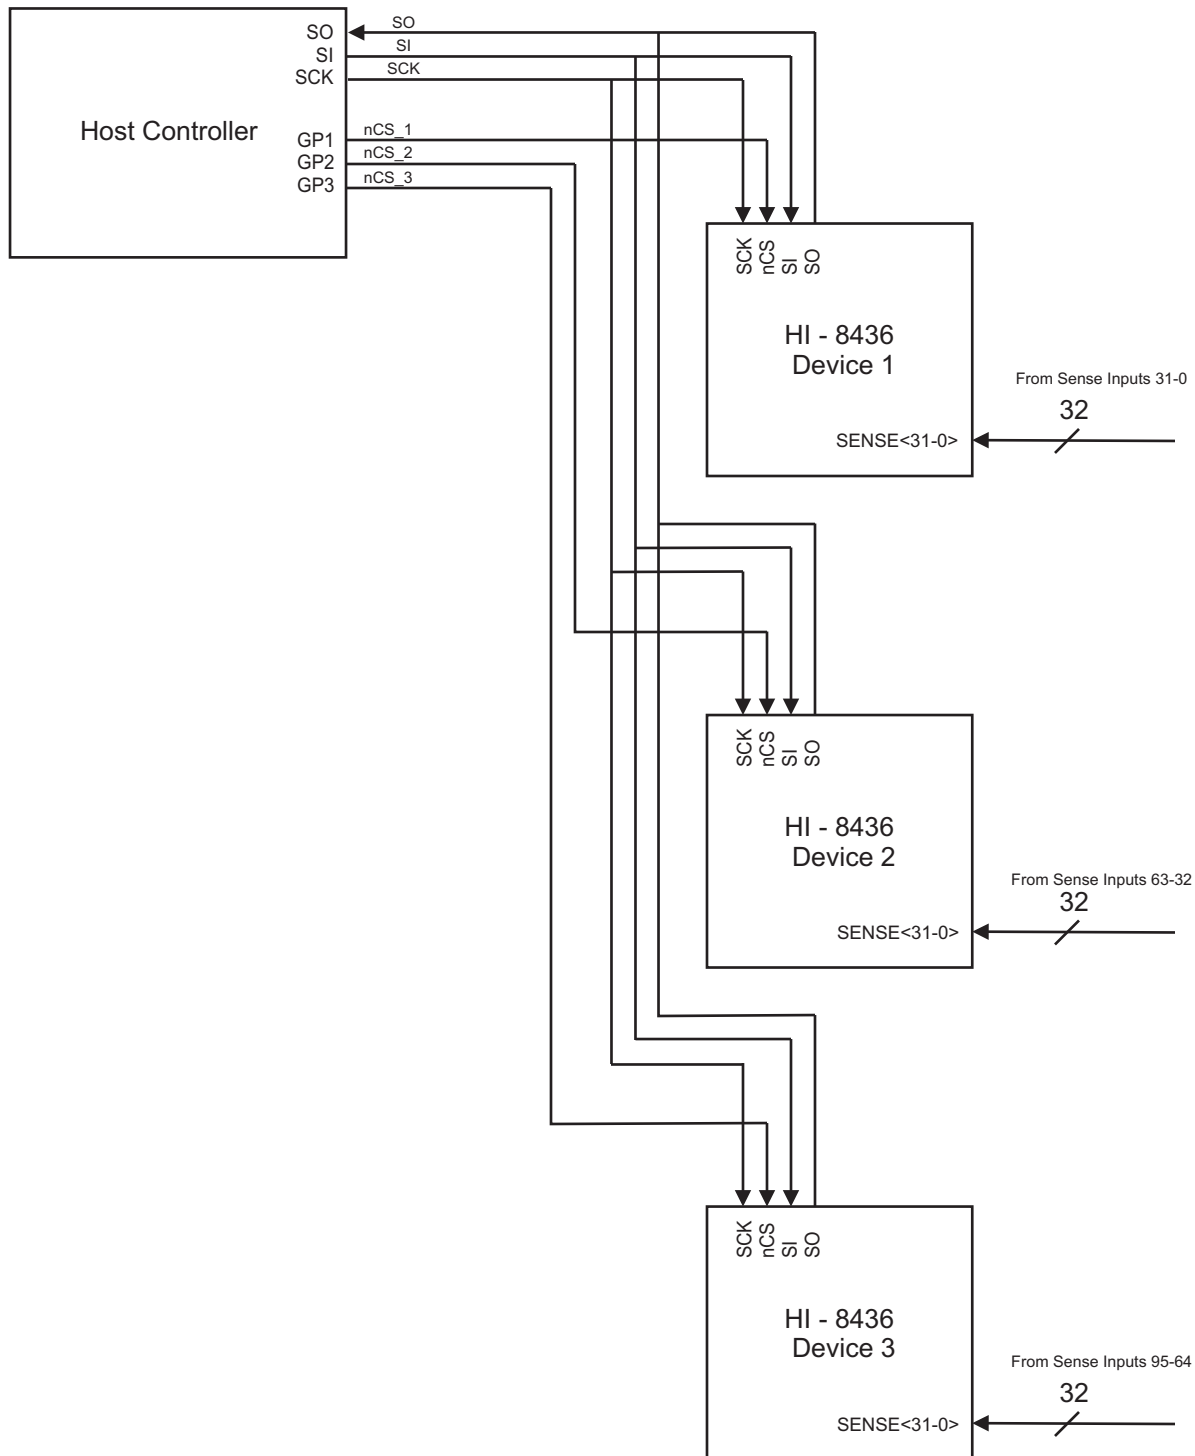 SO
SO
SI
SI
SCK
SCK
Host Controller
GP1
nCS_1
GP2
nCS_2
GP3
nCS_3
SCK
nCS
SI
SO
HI - 8436
Device 1
From Sense Inputs 31-0
32
SENSE<31-0>
SCK
nCS
SI
SO
HI - 8436
Device 2
From Sense Inputs 63-32
32
SENSE<31-0>
SCK
nCS
SI
SO
HI - 8436
Device 3
From Sense Inputs 95-64
32
SENSE<31-0>